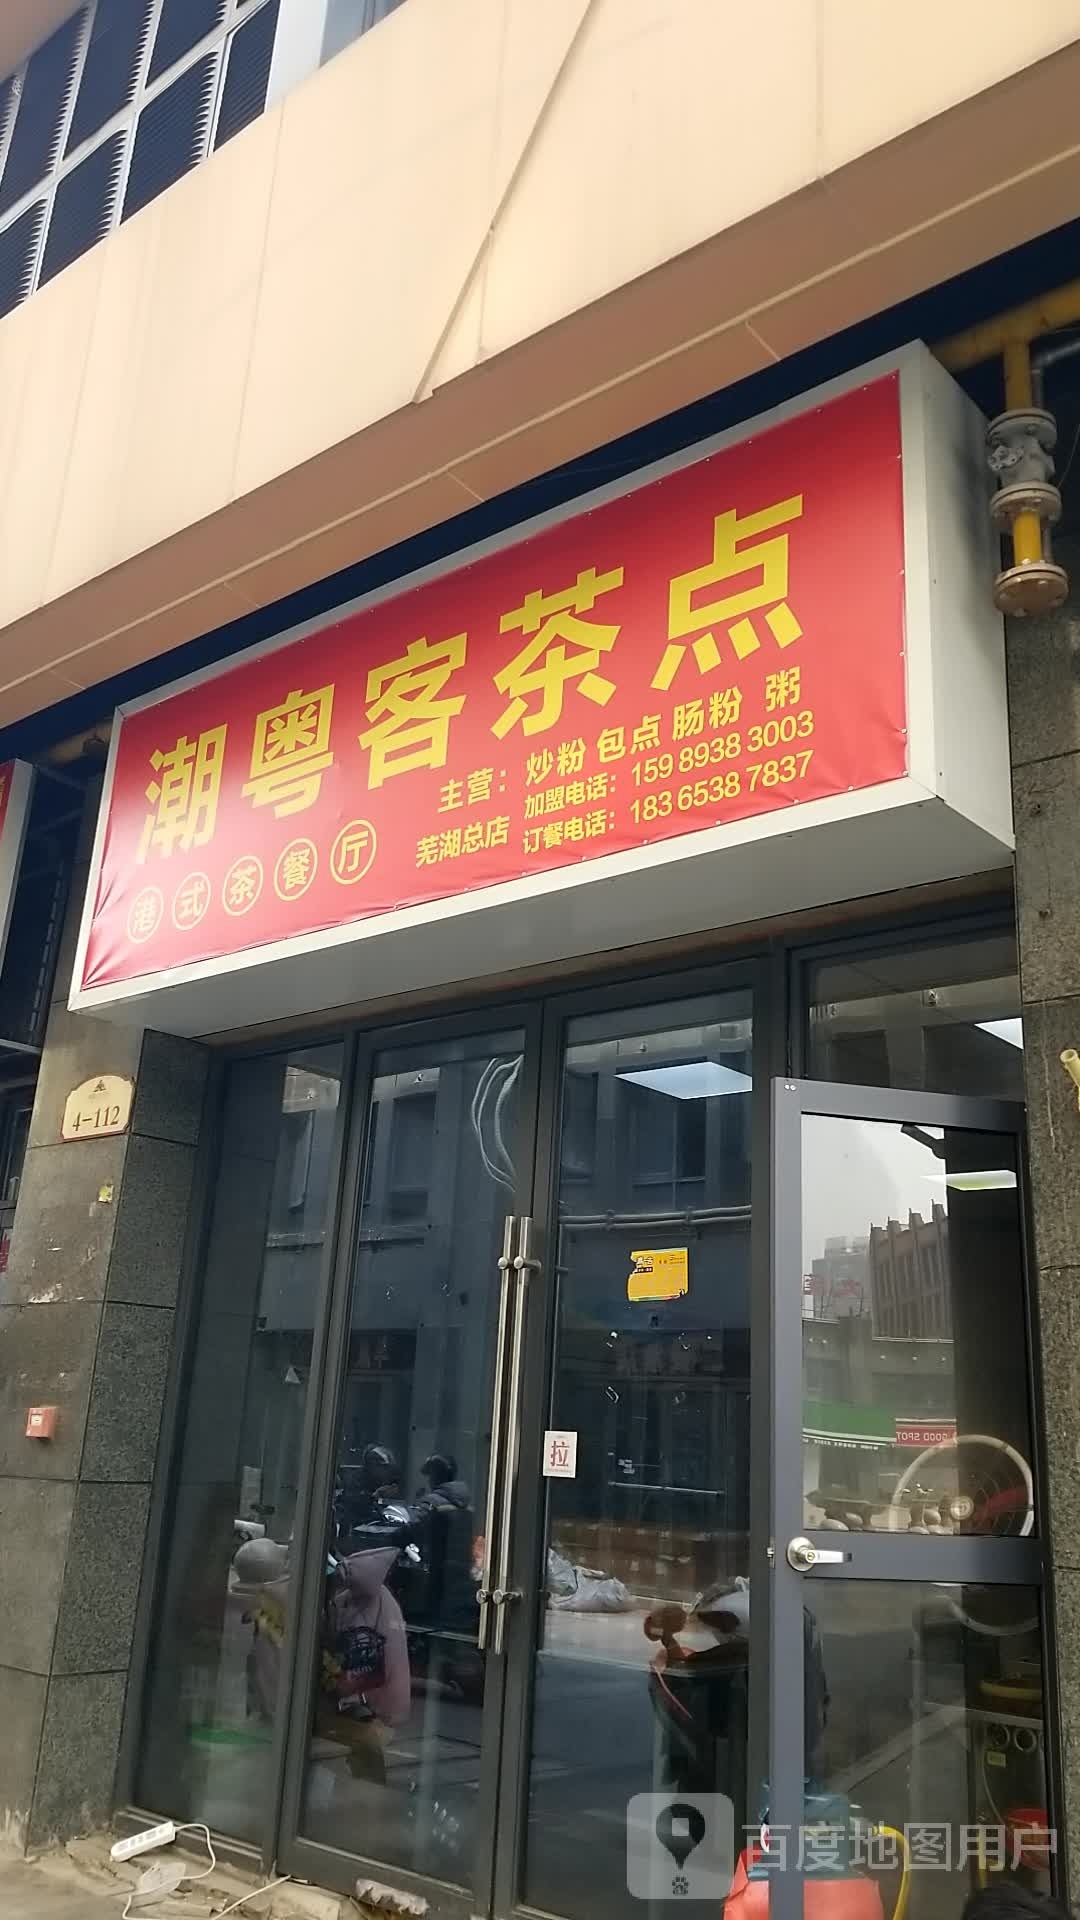 潮粤客茶点
主营：炒粉 包点 肠粉 粥
加盟电话：159 8938 3003
芜湖总店 订餐电话：183 6538 7837
港式茶餐厅
4-112
拉
GOOD SPOT
百度地图用户